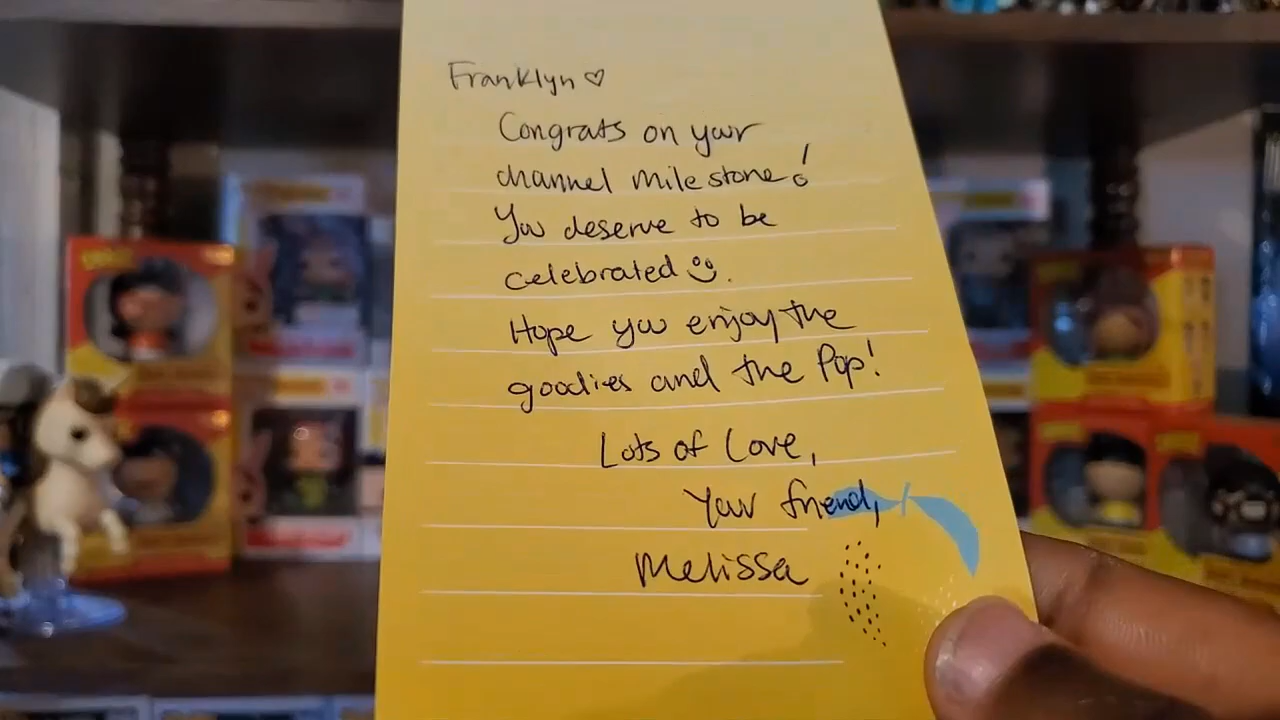 Franklyn ♡
Congrats on your
channel milestone!
You deserve to be
celebrated ☺.
Hope you enjoy the
goodies and the Pop!
Lots of Love,
Your friend,
Melissa